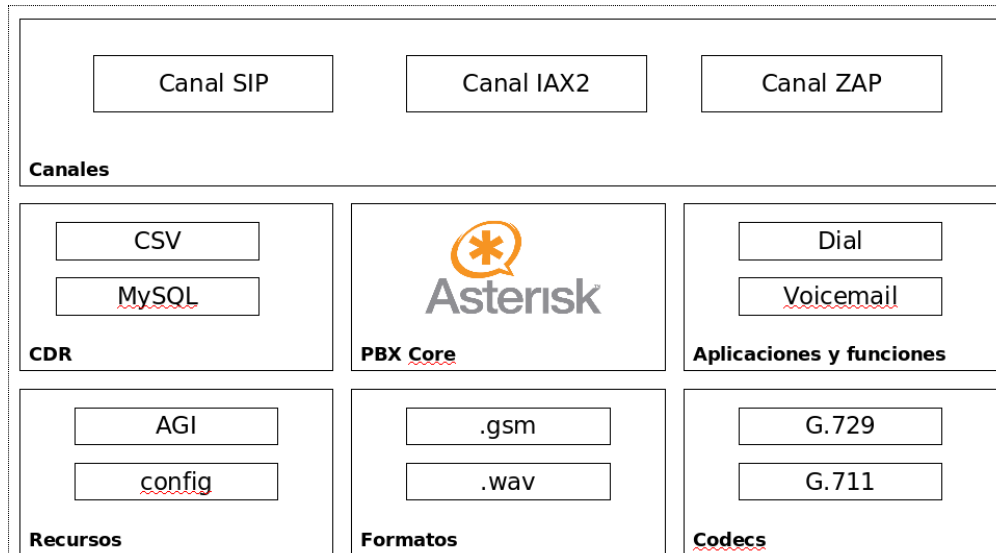 Canal SIP
Canal IAX2
Canal ZAP
Canales
CSV
MySQL
CDR
Asterisk
PBX Core
Dial
Voicemail
Aplicaciones y funciones
AGI
config
Recursos
.gsm
.wav
Formatos
G.729
G.711
Codecs